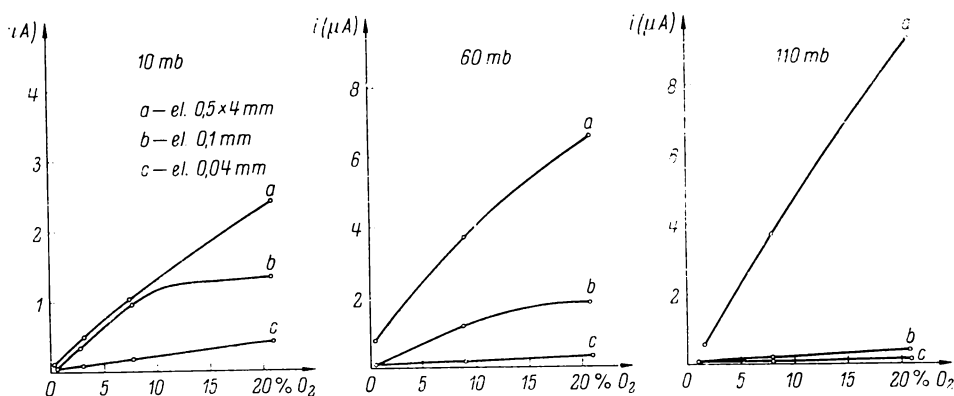 µA)
10 mb
a – el. 0,5×4 mm
b – el. 0,1 mm
c – el. 0,04 mm
4
3
2
1
a
b
c
0
5
10
15
20 % O₂
i (µA)
60 mb
8
6
4
2
a
b
c
0
5
10
15
20 % O₂
i (µA)
110 mb
8
6
4
2
a
b
c
0
5
10
15
20 % O₂